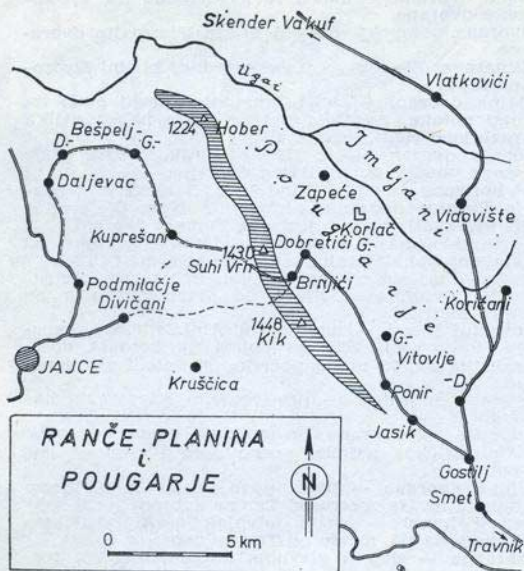 Skender Vakuf
Ugar
Vlatkovići
Imljani
1224 Hober
Bešpelj
D.- -G.-
Pougarje
Daljevac
Zapeće
Korlač
Vidovište
Kuprešani
Dobretići G.-
1430
Suhi Vrh
Brnjići
Koričani
Podmilačje
Divičani
1448
Kik
G.-
Vitovlje
-D.-
JAJCE
Kruščica
Ponir
Jasik
Gostilj
Smet
Travnik
RANČE PLANINA
i
POUGARJE
N
0 5 km